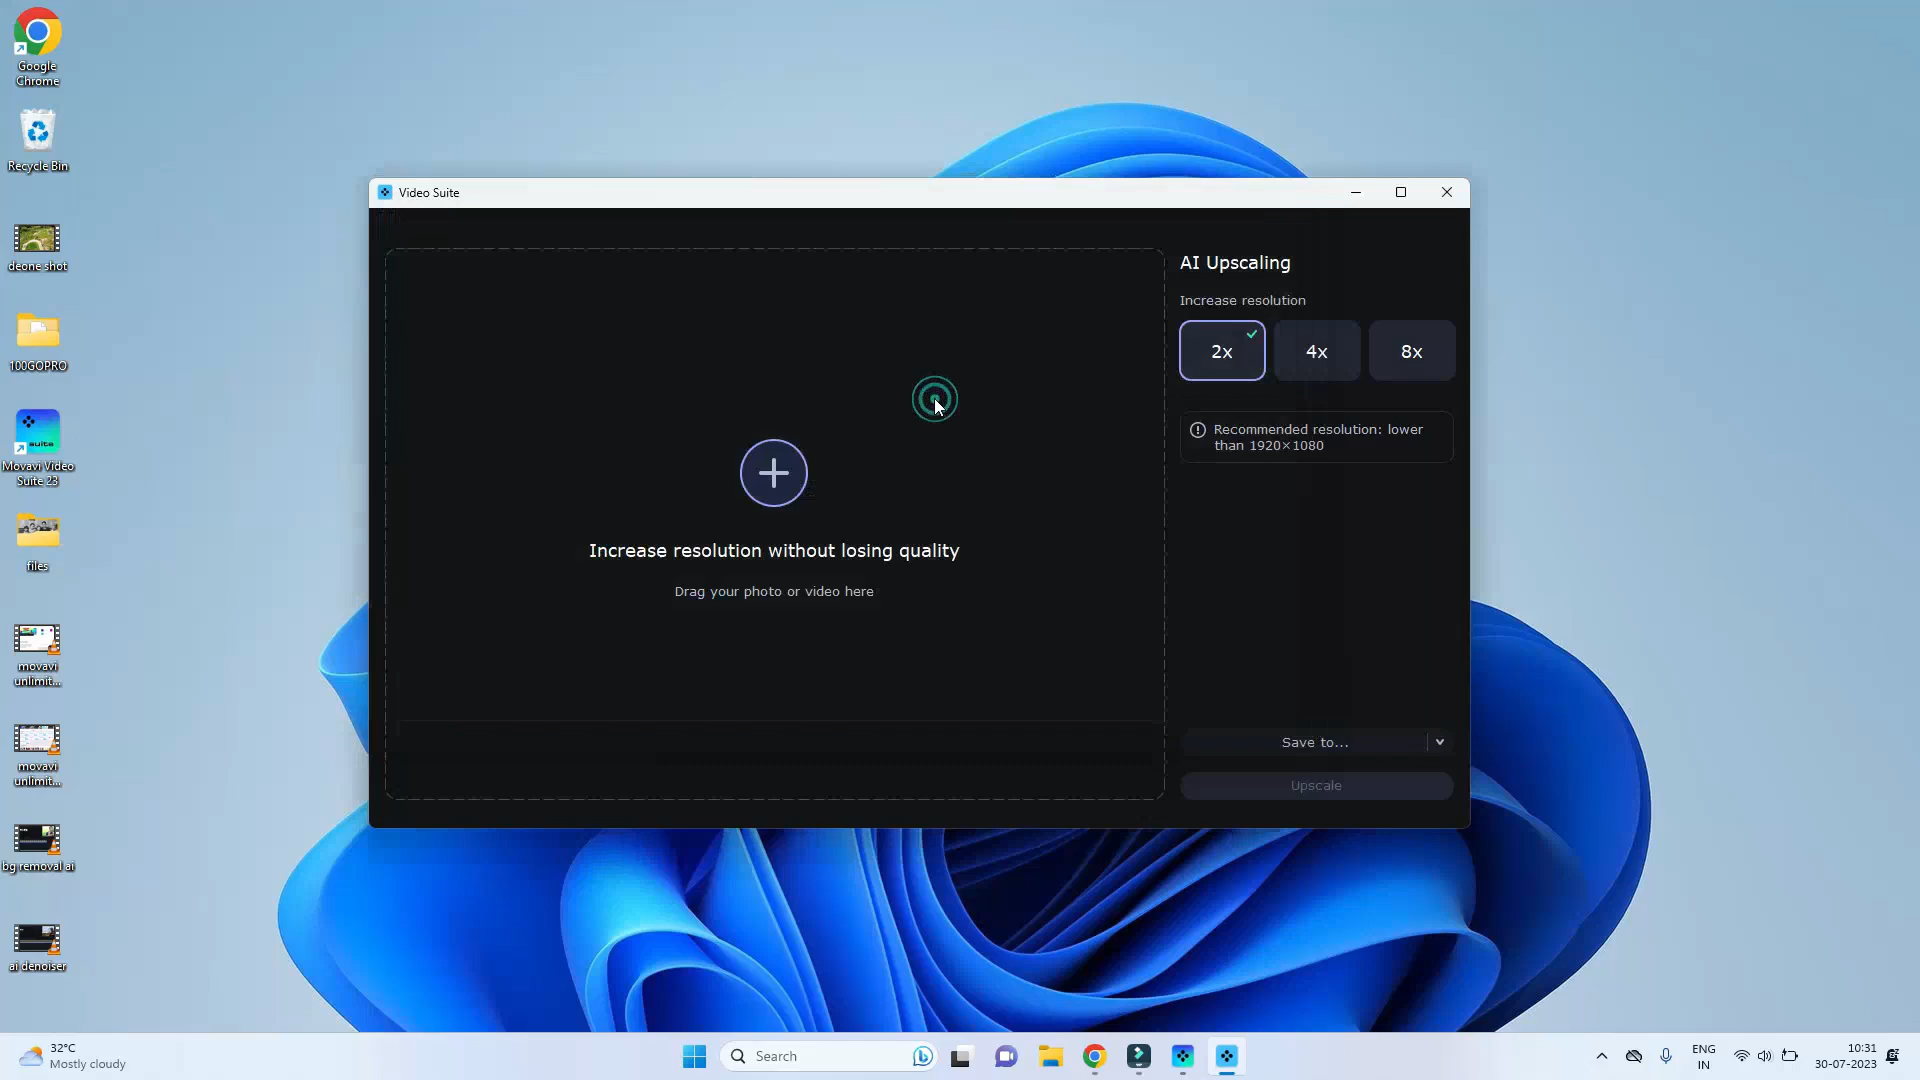 Google
Chrome
Recycle Bin
deone shot
100GOPRO
suite
Movavi Video
Suite 23
files
movavi
unlimit...
movavi
unlimit...
bg removal ai
ai denoiser
Video Suite
Increase resolution without losing quality
Drag your photo or video here
AI Upscaling
Increase resolution
2x
4x
8x
Recommended resolution: lower
than 1920×1080
Save to...
Upscale
32°C
Mostly cloudy
Search
ENG
IN
10:31
30-07-2023